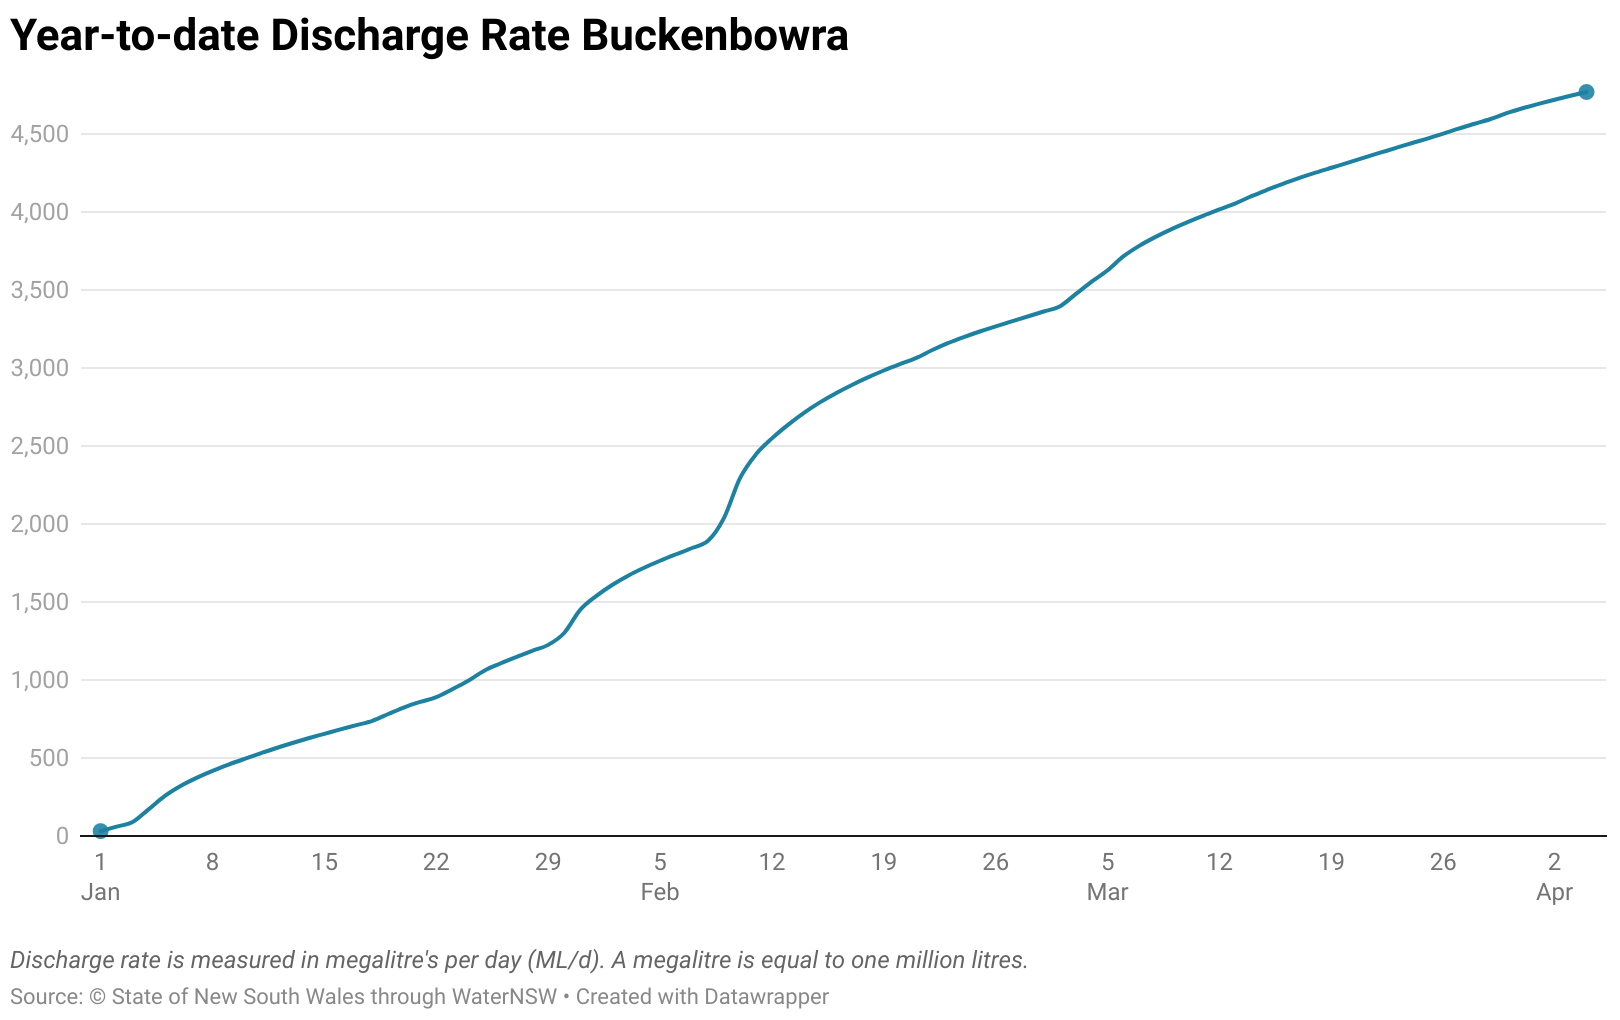 Year-to-date Discharge Rate Buckenbowra
4,500
4,000
3,500
3,000
2,500
2,000
1,500
1,000
500
0
1 8 15 22 29 5 12 19 26 5 12 19 26 2
Jan Feb Mar Apr
Discharge rate is measured in megalitre's per day (ML/d). A megalitre is equal to one million litres.
Source: © State of New South Wales through WaterNSW • Created with Datawrapper